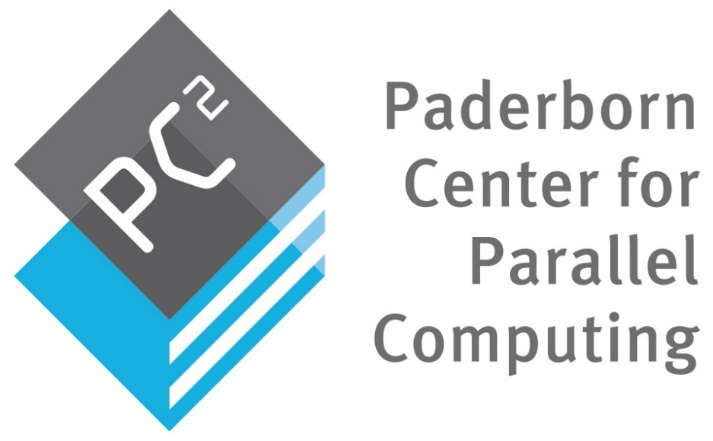 PC²
Paderborn
Center for
Parallel
Computing